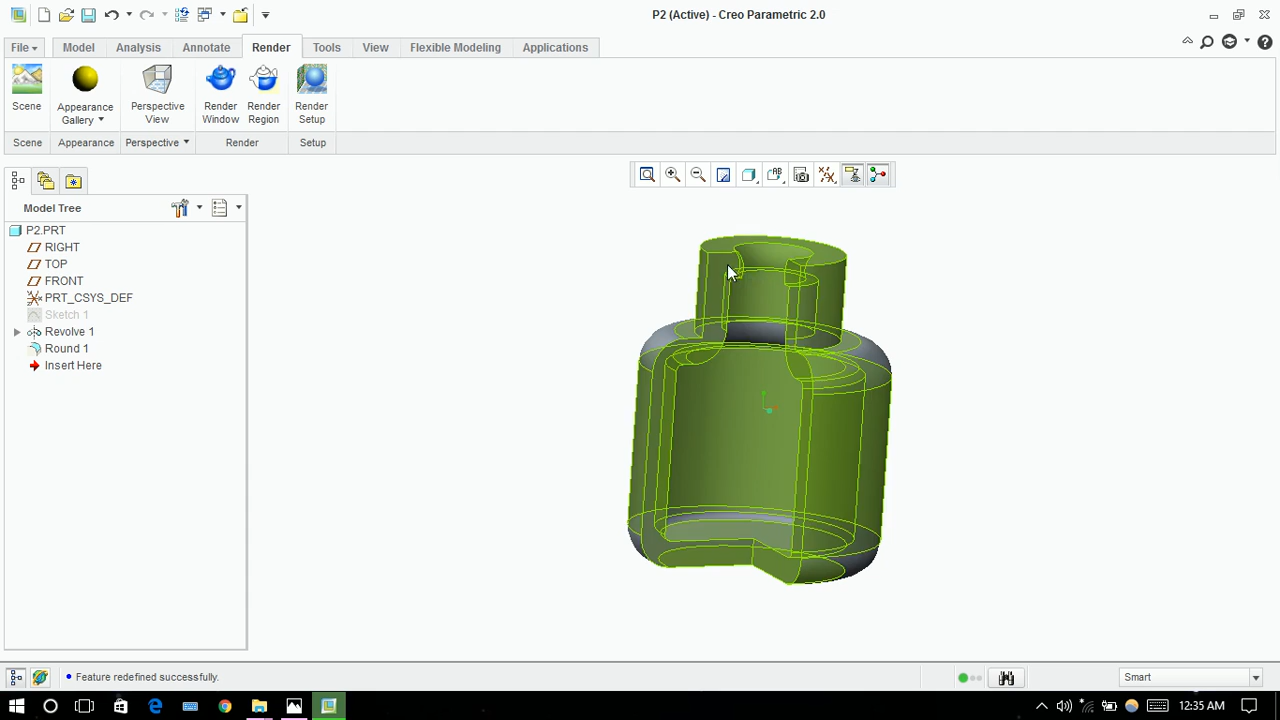 P2 (Active) - Creo Parametric 2.0
File Model Analysis Annotate Render Tools View Flexible Modeling Applications
Scene
Appearance Gallery
Perspective View
Render Window
Render Region
Render Setup
Scene Appearance Perspective Render Setup
Model Tree
P2.PRT
RIGHT
TOP
FRONT
PRT_CSYS_DEF
Sketch 1
Revolve 1
Round 1
Insert Here
Feature redefined successfully.
Smart
12:35 AM